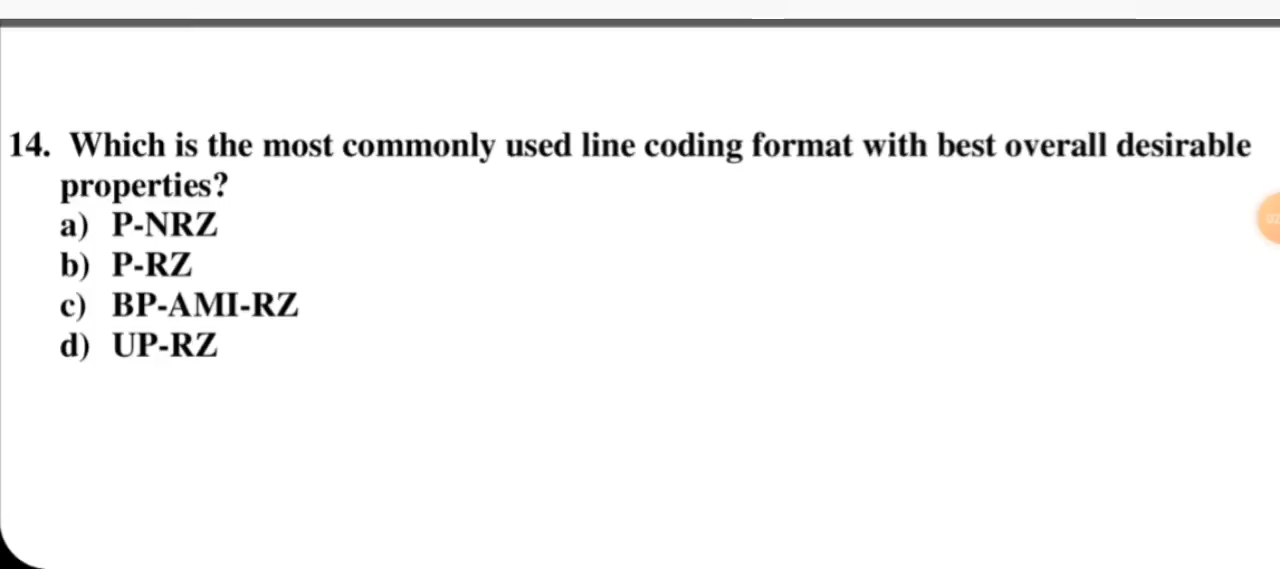 14. Which is the most commonly used line coding format with best overall desirable
properties?
a) P-NRZ
b) P-RZ
c) BP-AMI-RZ
d) UP-RZ